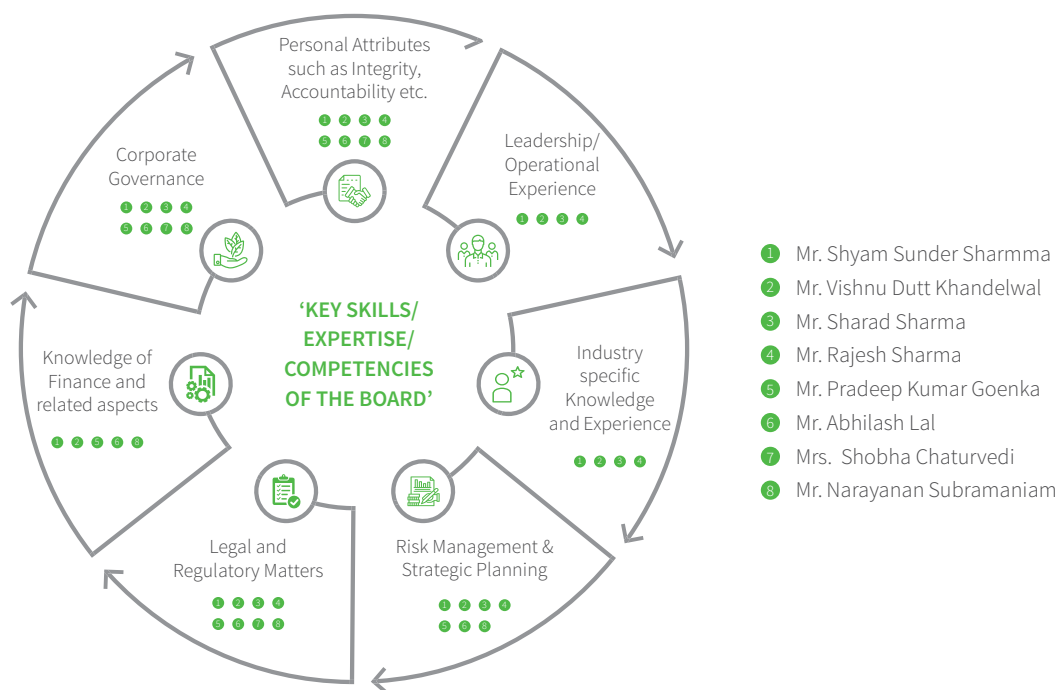 Personal Attributes
such as Integrity,
Accountability etc.
1 2 3 4
5 6 7 8
Leadership/
Operational
Experience
1 2 3 4
Industry
specific
Knowledge
and Experience
1 2 3 4
Risk Management &
Strategic Planning
1 2 3 4
5 6 8
Legal and
Regulatory Matters
1 2 3 4
5 6 7 8
Knowledge of
Finance and
related aspects
1 2 5 6 8
Corporate
Governance
1 2 3 4
5 6 7 8
‘KEY SKILLS/
EXPERTISE/
COMPETENCIES
OF THE BOARD’
1 Mr. Shyam Sunder Sharmma
2 Mr. Vishnu Dutt Khandelwal
3 Mr. Sharad Sharma
4 Mr. Rajesh Sharma
5 Mr. Pradeep Kumar Goenka
6 Mr. Abhilash Lal
7 Mrs. Shobha Chaturvedi
8 Mr. Narayanan Subramaniam